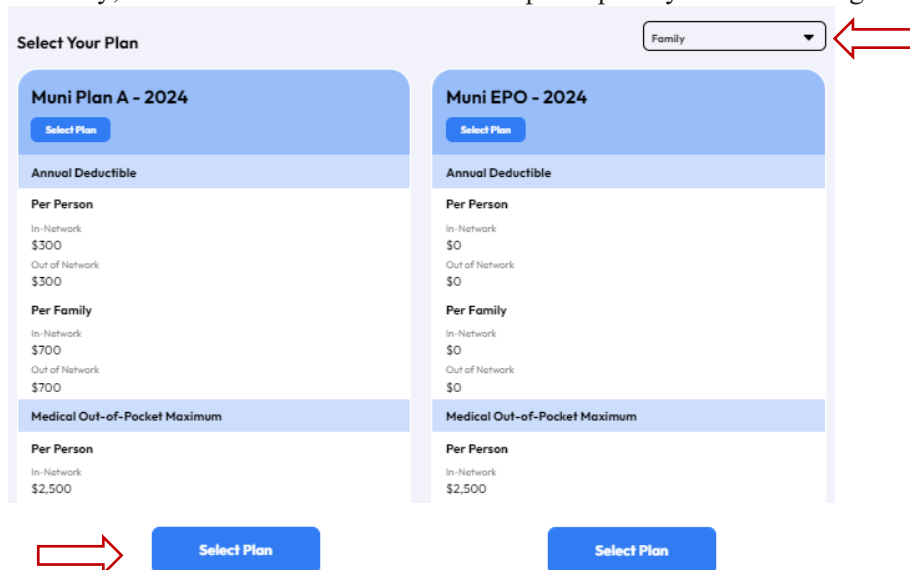 Select Your Plan
Family
Muni Plan A - 2024
Select Plan
Annual Deductible
Per Person
In-Network
$300
Out of Network
$300
Per Family
In-Network
$700
Out of Network
$700
Medical Out-of-Pocket Maximum
Per Person
In-Network
$2,500
Select Plan
Muni EPO - 2024
Select Plan
Annual Deductible
Per Person
In-Network
$0
Out of Network
$0
Per Family
In-Network
$0
Out of Network
$0
Medical Out-of-Pocket Maximum
Per Person
In-Network
$2,500
Select Plan